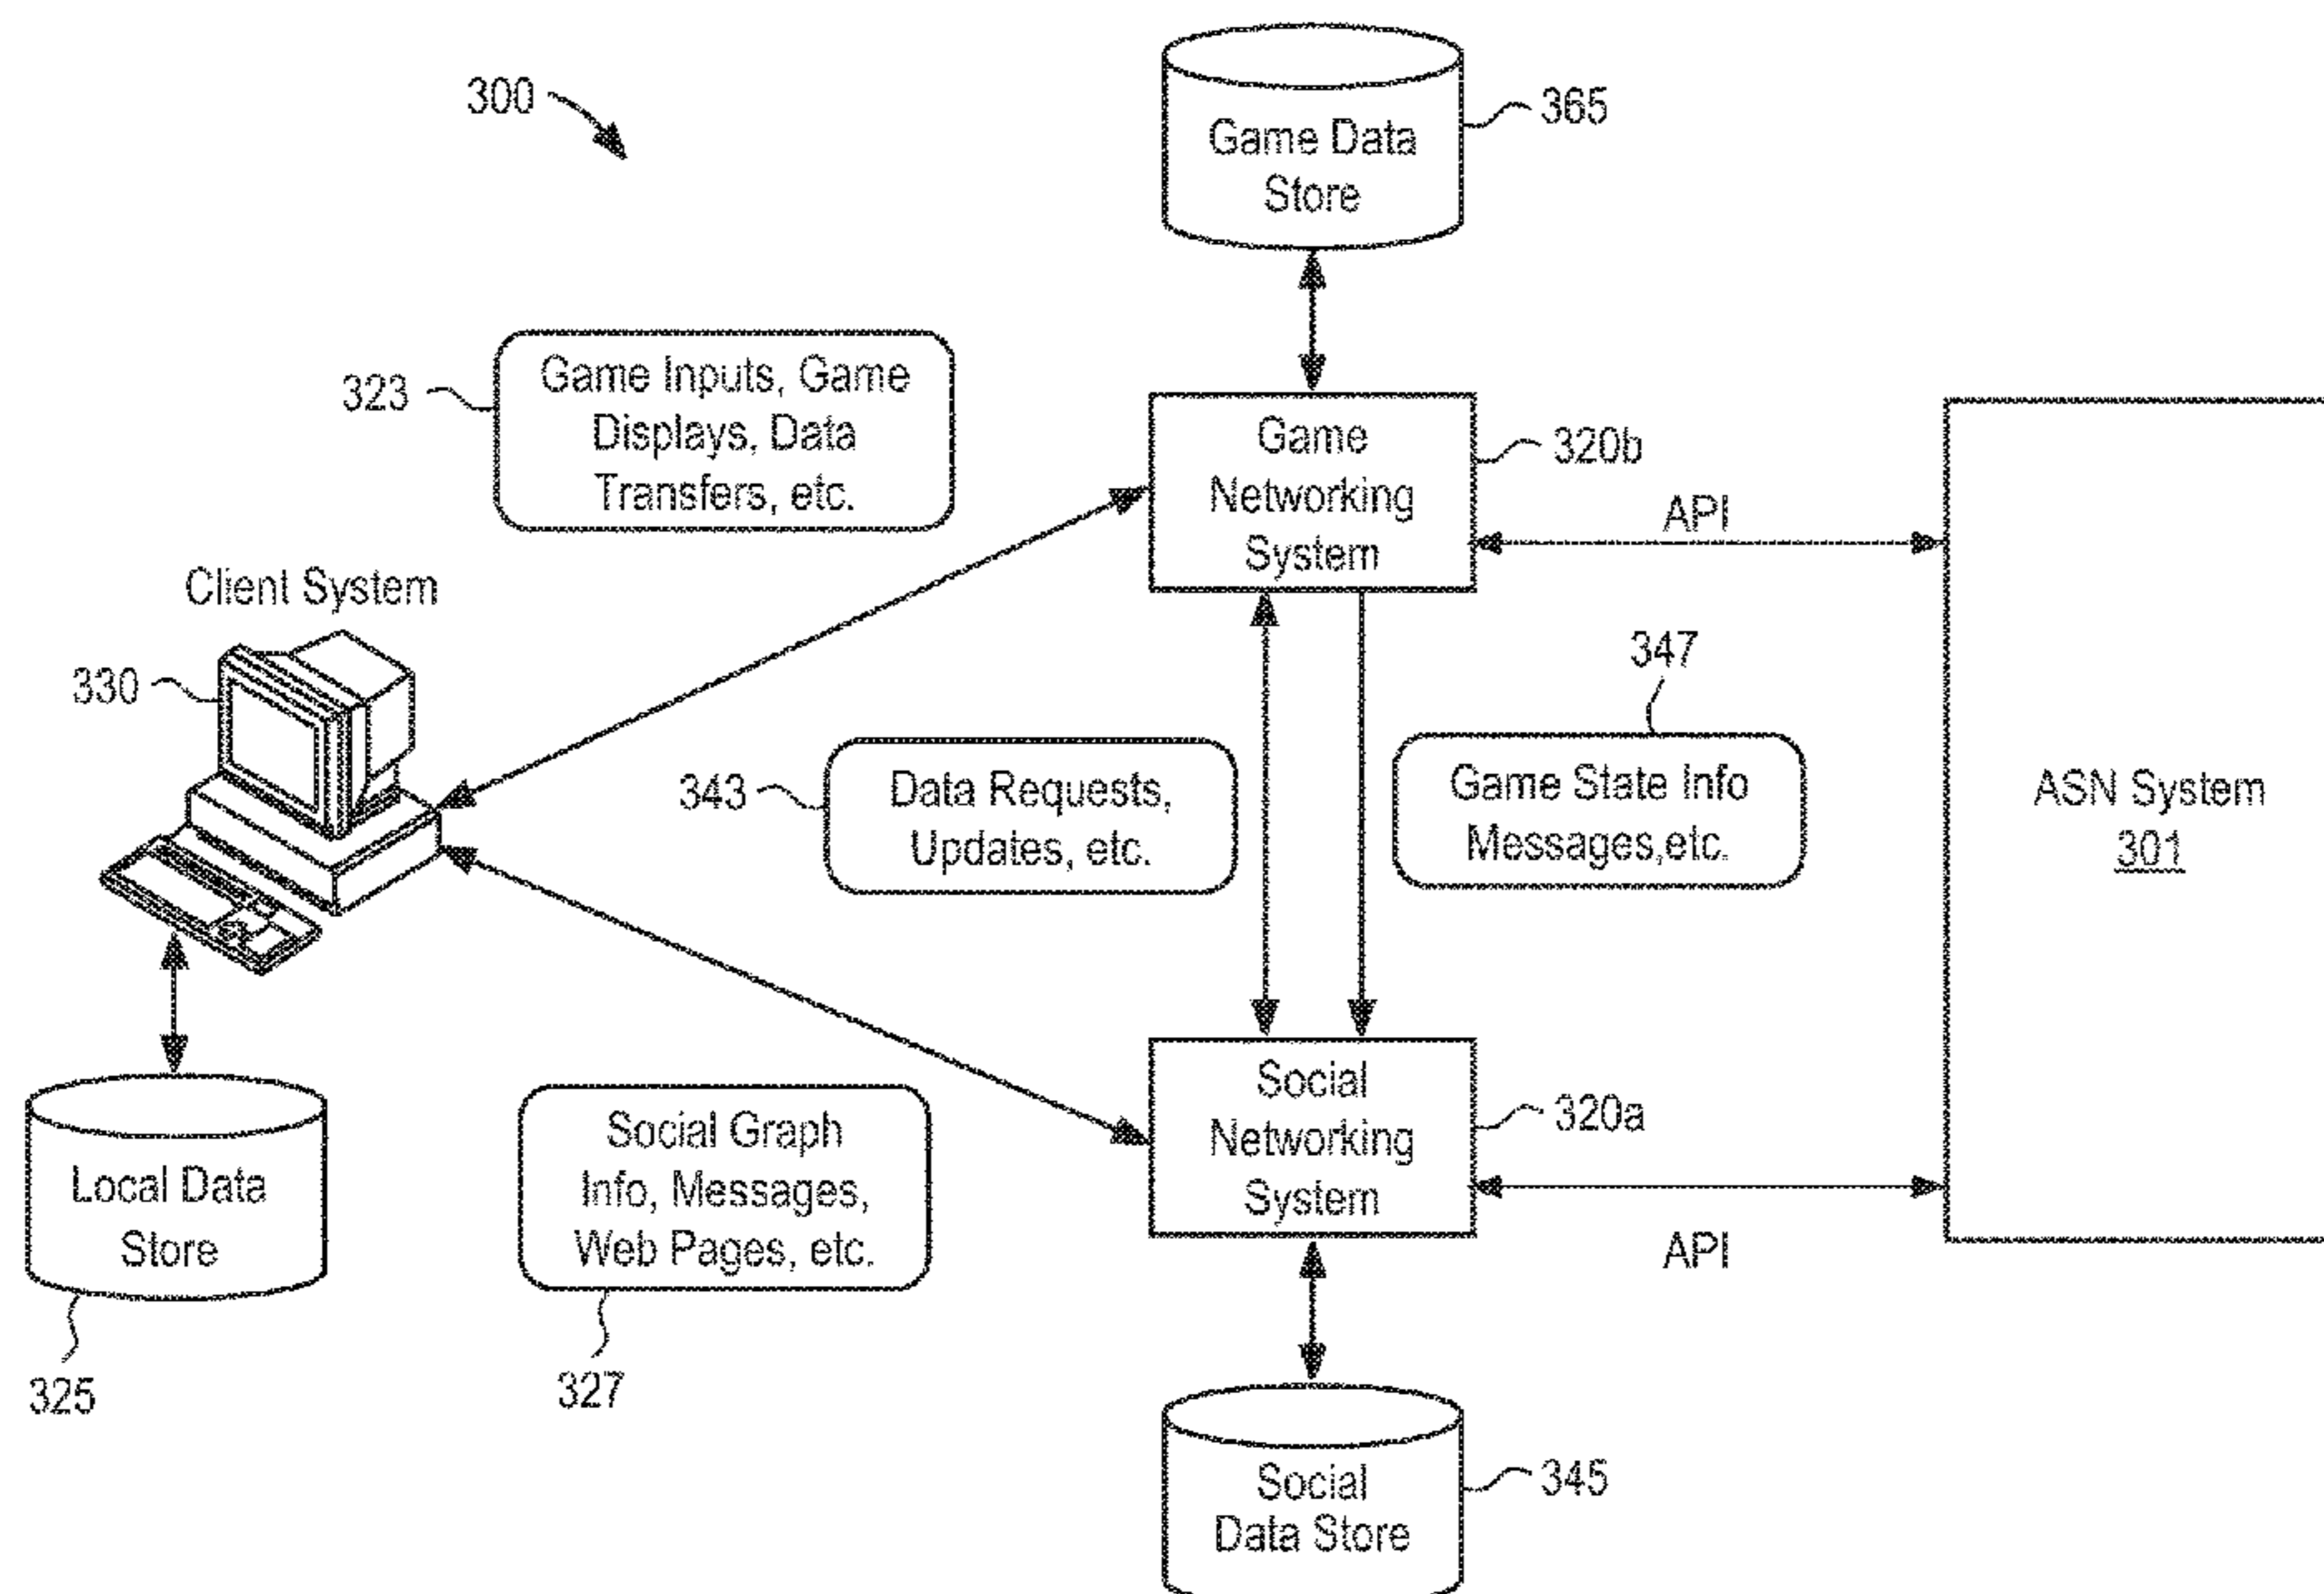 300
Game Data
Store
365
323
Game Inputs, Game
Displays, Data
Transfers, etc.
Game
Networking
System
320b
API
Client System
330
347
343
Data Requests,
Updates, etc.
Game State Info
Messages,etc.
ASN System
301
Social
Networking
System
320a
API
Local Data
Store
325
Social Graph
Info, Messages,
Web Pages, etc.
327
Social
Data Store
345